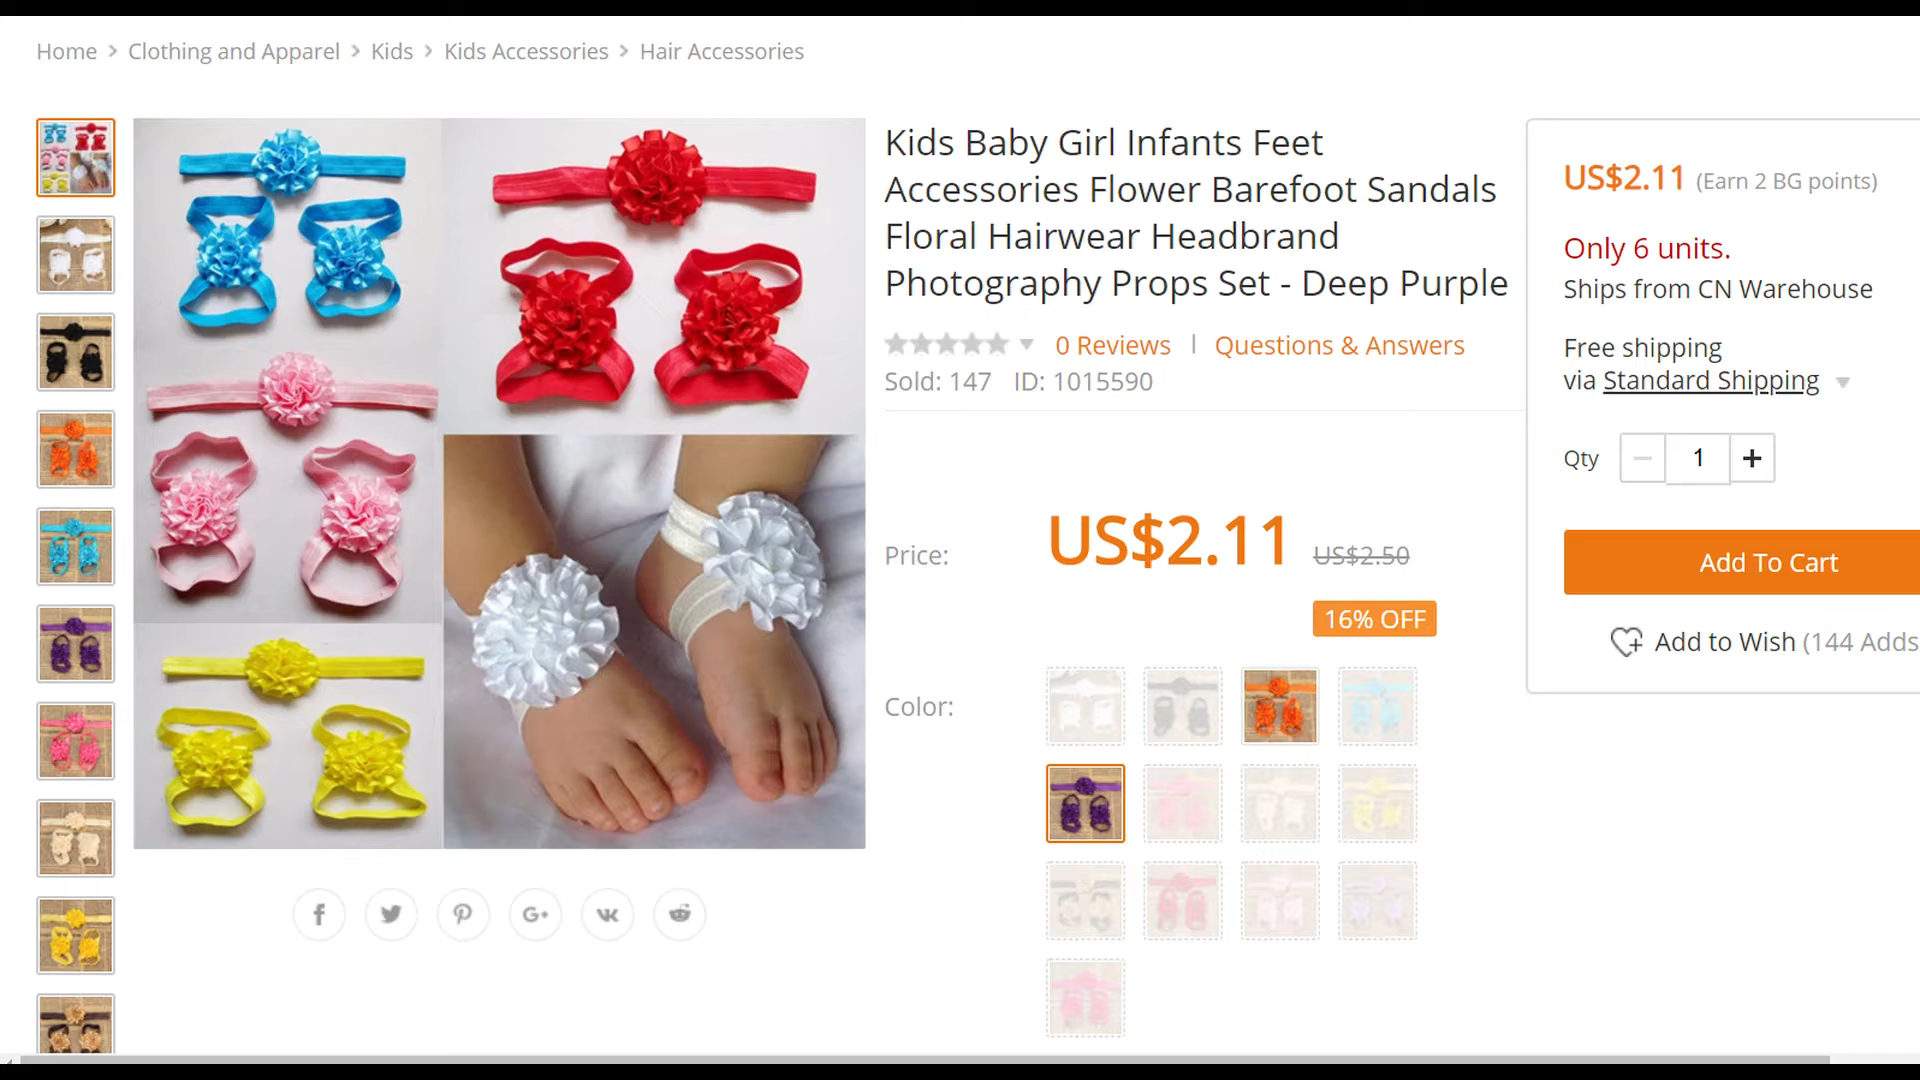 Home > Clothing and Apparel > Kids > Kids Accessories > Hair Accessories
Kids Baby Girl Infants Feet
Accessories Flower Barefoot Sandals
Floral Hairwear Headbrand
Photography Props Set - Deep Purple
0 Reviews | Questions & Answers
Sold: 147 ID: 1015590
Price: US$2.11 US$2.50
16% OFF
Color:
US$2.11 (Earn 2 BG points)
Only 6 units.
Ships from CN Warehouse
Free shipping
via Standard Shipping
Qty 1
Add To Cart
Add to Wish (144 Adds